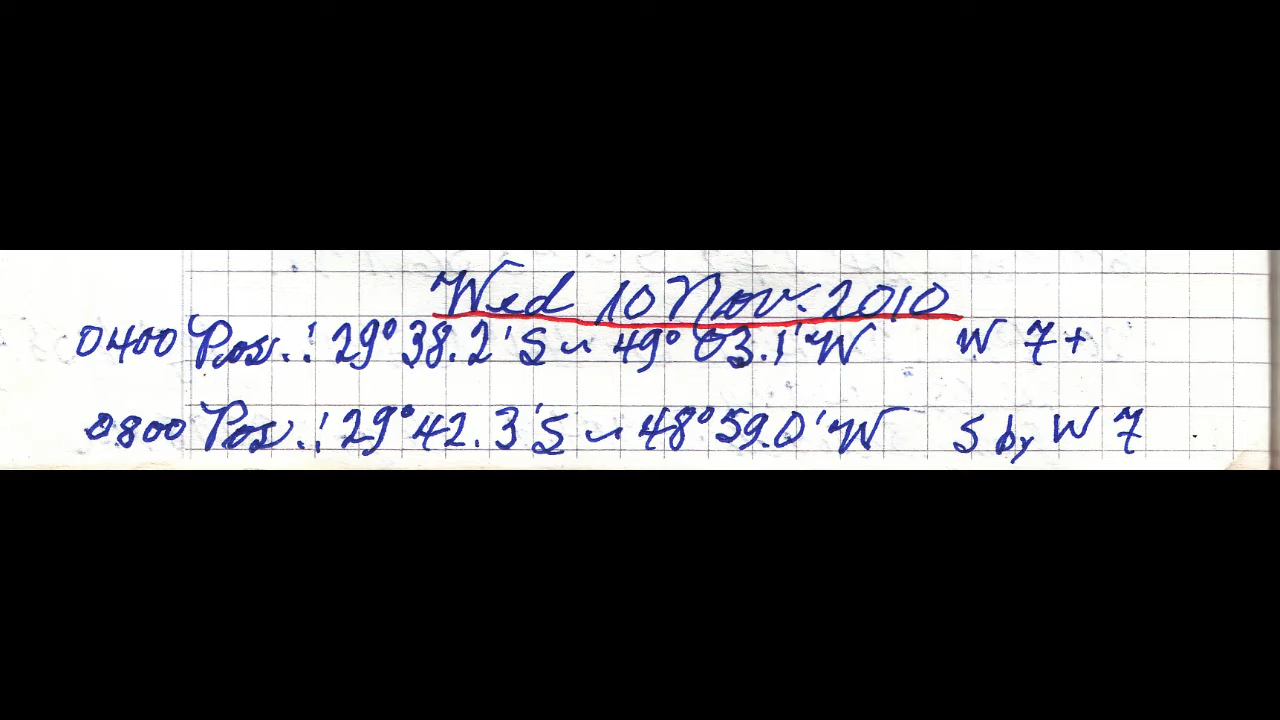 Wed 10 Nov. 2010
0400 Pos.: 29°38.2'S ~ 49°03.1'W W 7+
0800 Pos.: 29°42.3'S ~ 48°59.0'W S by W 7